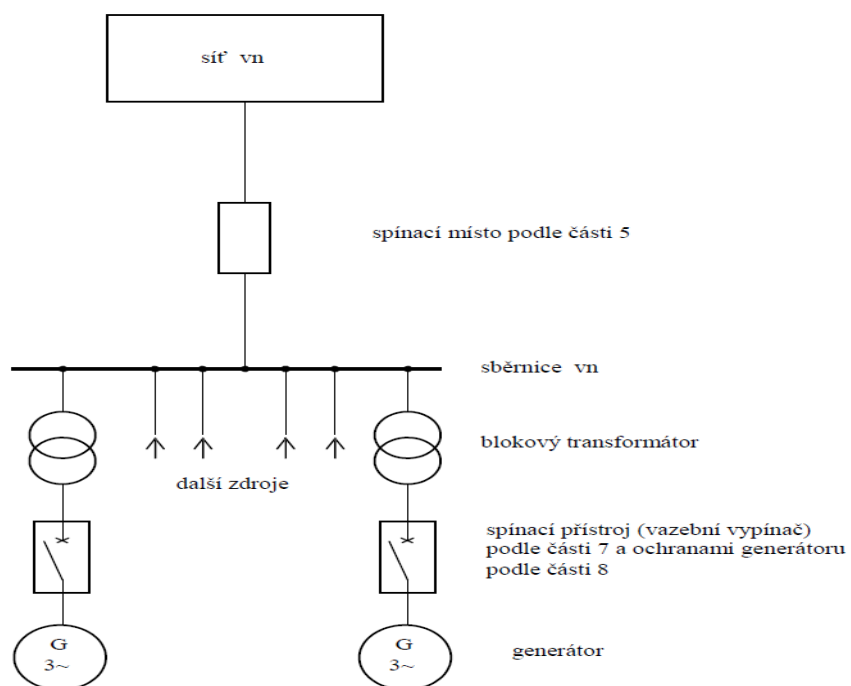 síť vn
spínací místo podle části 5
sběrnice vn
blokový transformátor
další zdroje
spínací přístroj (vazební vypínač)
podle části 7 a ochranami generátoru
podle části 8
G
3~
G
3~
generátor